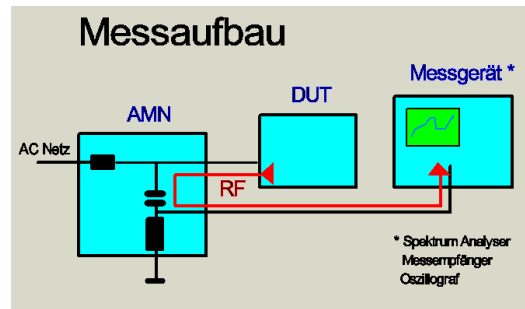 Messaufbau
Messgerät *
DUT
AMN
AC Netz
RF
* Spektrum Analyser
Messempfänger
Oszillograf